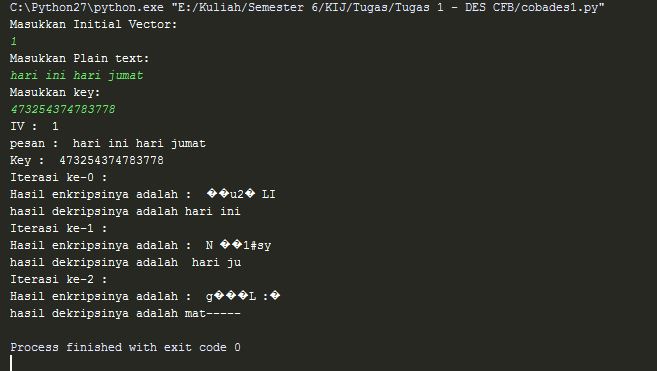 C:\Python27\python.exe "E:/Kuliah/Semester 6/KIJ/Tugas/Tugas 1 - DES CFB/cobades1.py"
Masukkan Initial Vector:
1
Masukkan Plain text:
hari ini hari jumat
Masukkan key:
473254374783778
IV :  1
pesan :  hari ini hari jumat
Key :  473254374783778
Iterasi ke-0 :
Hasil enkripsinya adalah :  ��u2� LI
hasil dekripsinya adalah hari ini
Iterasi ke-1 :
Hasil enkripsinya adalah :  N ��1#sy
hasil dekripsinya adalah  hari ju
Iterasi ke-2 :
Hasil enkripsinya adalah :  g���L :�
hasil dekripsinya adalah mat-----
Process finished with exit code 0